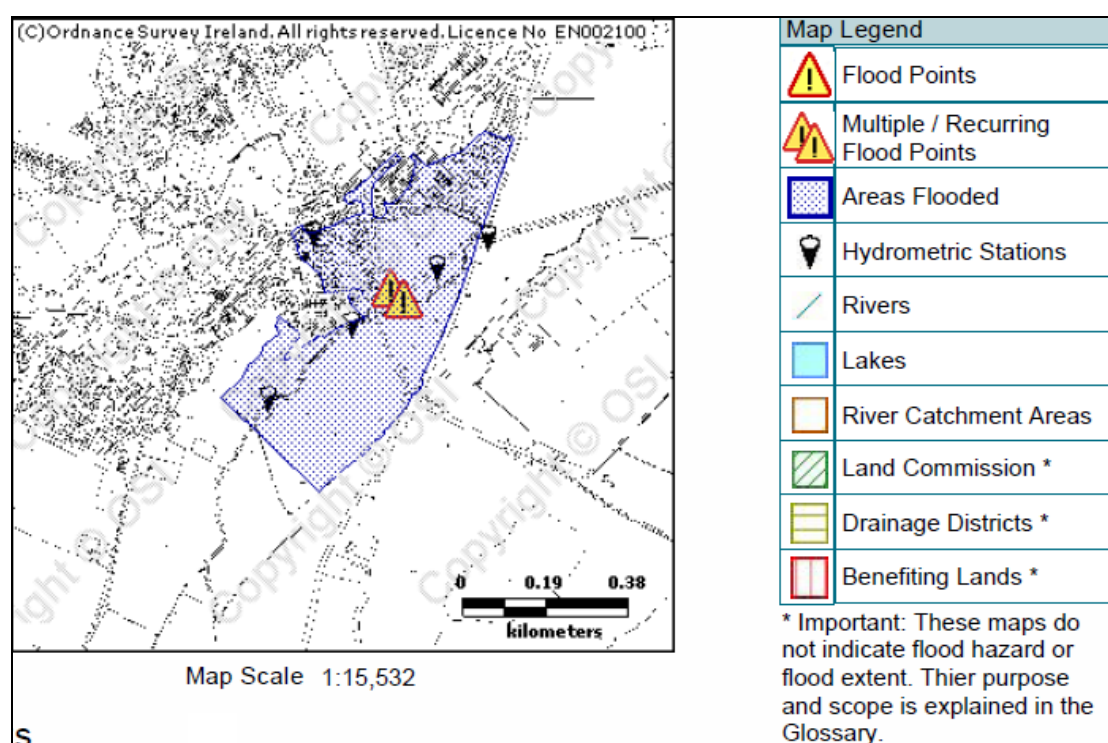 (C)Ordnance Survey Ireland. All rights reserved. Licence No EN002100
Copyright © OSI
0 0.19 0.38
kilometers
Map Scale 1:15,532
s
Map Legend
Flood Points
Multiple / Recurring
Flood Points
Areas Flooded
Hydrometric Stations
Rivers
Lakes
River Catchment Areas
Land Commission *
Drainage Districts *
Benefiting Lands *
* Important: These maps do
not indicate flood hazard or
flood extent. Thier purpose
and scope is explained in the
Glossary.